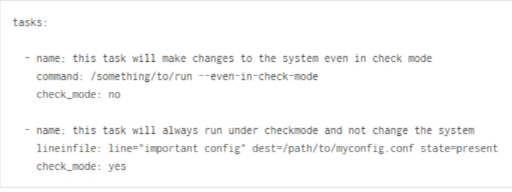 tasks:
- name: this task will make changes to the system even in check mode
command: /something/to/run --even-in-check-mode
check_mode: no
- name: this task will always run under checkmode and not change the system
lineinfile: line="important config" dest=/path/to/myconfig.conf state=present
check_mode: yes